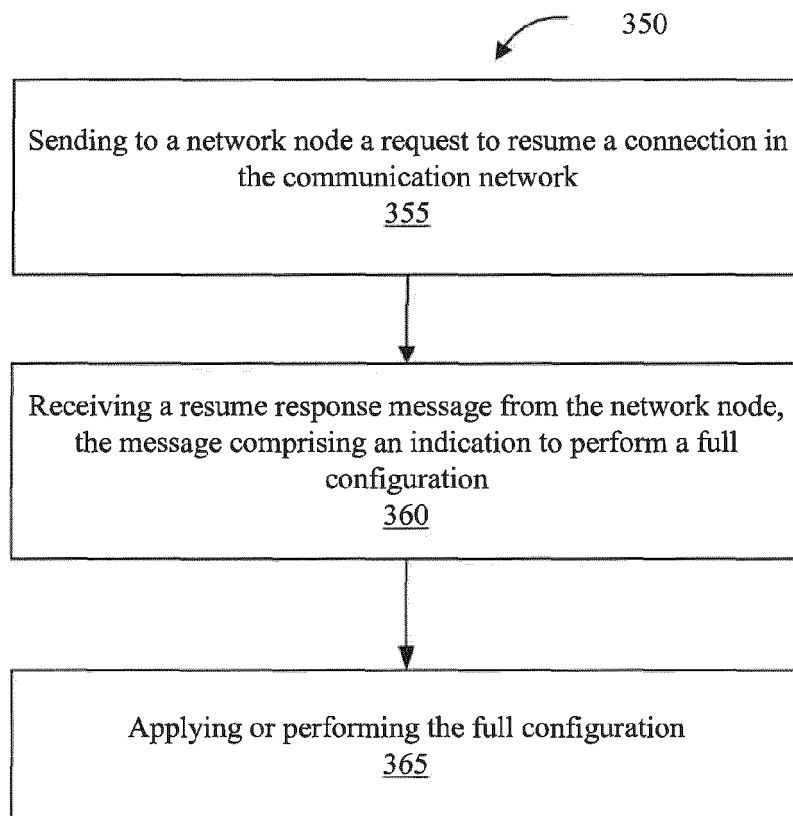 350
Sending to a network node a request to resume a connection in
the communication network
355
Receiving a resume response message from the network node,
the message comprising an indication to perform a full
configuration
360
Applying or performing the full configuration
365